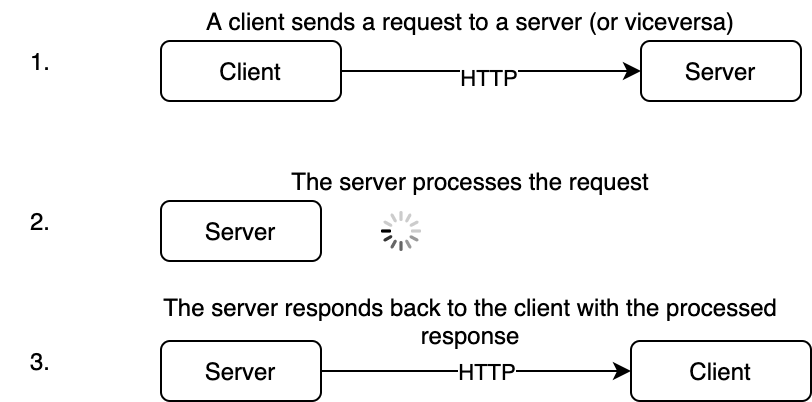 A client sends a request to a server (or viceversa)
1.
Client
HTTP
Server
The server processes the request
2.
Server
The server responds back to the client with the processed
response
3.
Server
HTTP
Client